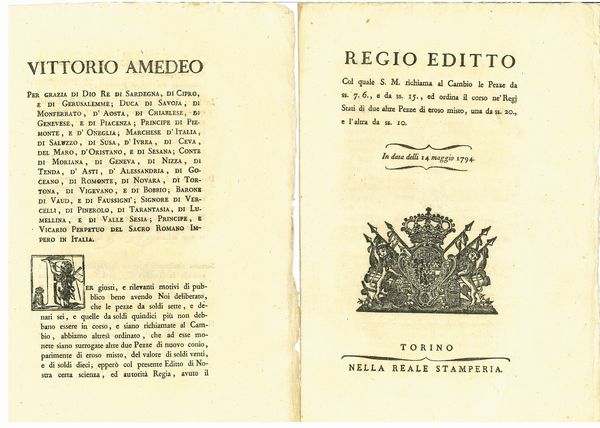 VITTORIO AMEDEO
PER GRAZIA DI DIO RE DI SARDEGNA, DI CIPRO,
E DI GERUSALEMME; DUCA DI SAVOJA, DI
MONFERRATO, D' AOSTA, DI CHIABLESE, DI
GENEVESE, E DI PIACENZA; PRINCIPE DI PIE-
MONTE, E D' ONEGLIA; MARCHESE D' ITALIA,
DI SALUZZO, DI SUSA, D' IVREA, DI CEVA,
DEL MARO, D' ORISTANO, E DI SESANA; CONTE
DI MORIANA, DI GENEVA, DI NIZZA, DI
TENDA, D' ASTI, D' ALESSANDRIA, DI GO-
CEANO, DI ROMONTE, DI NOVARA, DI TOR-
TONA, DI VIGEVANO, E DI BOBBIO; BARONE
DI VAUD, E DI FAUSSIGNI'; SIGNORE DI VER-
CELLI, DI PINEROLO, DI TARANTASIA, DI LU-
MELLINA, E DI VALLE SESIA; PRINCIPE, E
VICARIO PERPETUO DEL SACRO ROMANO IM-
PERO IN ITALIA.
PER giusti, e rilevanti motivi di pub-
blico bene avendo Noi deliberato,
che le pezze da soldi sette, e de-
nari sei, e quelle da soldi quindici più non deb-
bano essere in corso, e siano richiamate al Cam-
bio, abbiamo altresì ordinato, che ad esse mo-
nete siano surrogate altre due Pezze di nuovo conio,
parimente di eroso misto, del valore di soldi venti,
e di soldi dieci; epperò col presente Editto di No-
stra certa scienza, ed autorità Regia, avuto il
REGIO EDITTO
Col quale S. M. richiama al Cambio le Pezze da
ss. 7. 6., e da ss. 15., ed ordina il corso ne' Regj
Stati di due altre Pezze di eroso misto, una da ss. 20.,
e l'altra da ss. 10.
In data delli 14 maggio 1794.
TORINO
NELLA REALE STAMPERIA.